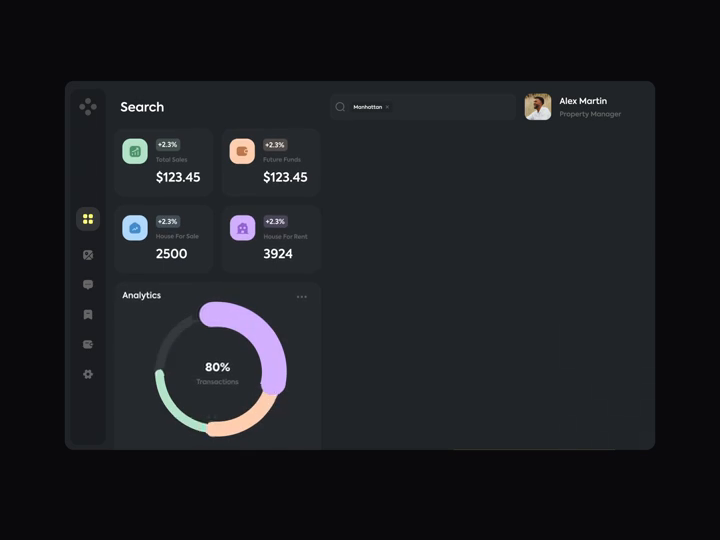 Search
Manhattan ×
Alex Martin
Property Manager
+2.3%
Total Sales
$123.45
+2.3%
Future Funds
$123.45
+2.3%
House For Sale
2500
+2.3%
House For Rent
3924
Analytics
80%
Transections